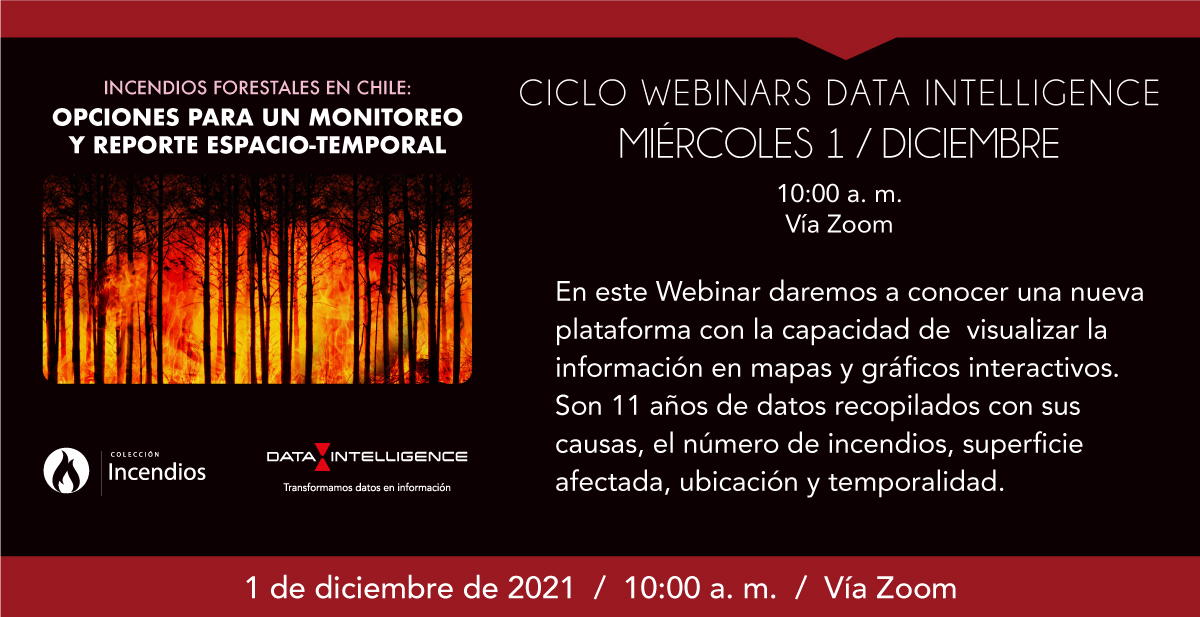 INCENDIOS FORESTALES EN CHILE:
OPCIONES PARA UN MONITOREO
Y REPORTE ESPACIO-TEMPORAL
COLECCIÓN
Incendios
DATA INTELLIGENCE
Transformamos datos en información
CICLO WEBINARS DATA INTELLIGENCE
MIÉRCOLES 1 / DICIEMBRE
10:00 a. m.
Vía Zoom
En este Webinar daremos a conocer una nueva
plataforma con la capacidad de visualizar la
información en mapas y gráficos interactivos.
Son 11 años de datos recopilados con sus
causas, el número de incendios, superficie
afectada, ubicación y temporalidad.
1 de diciembre de 2021 / 10:00 a. m. / Vía Zoom